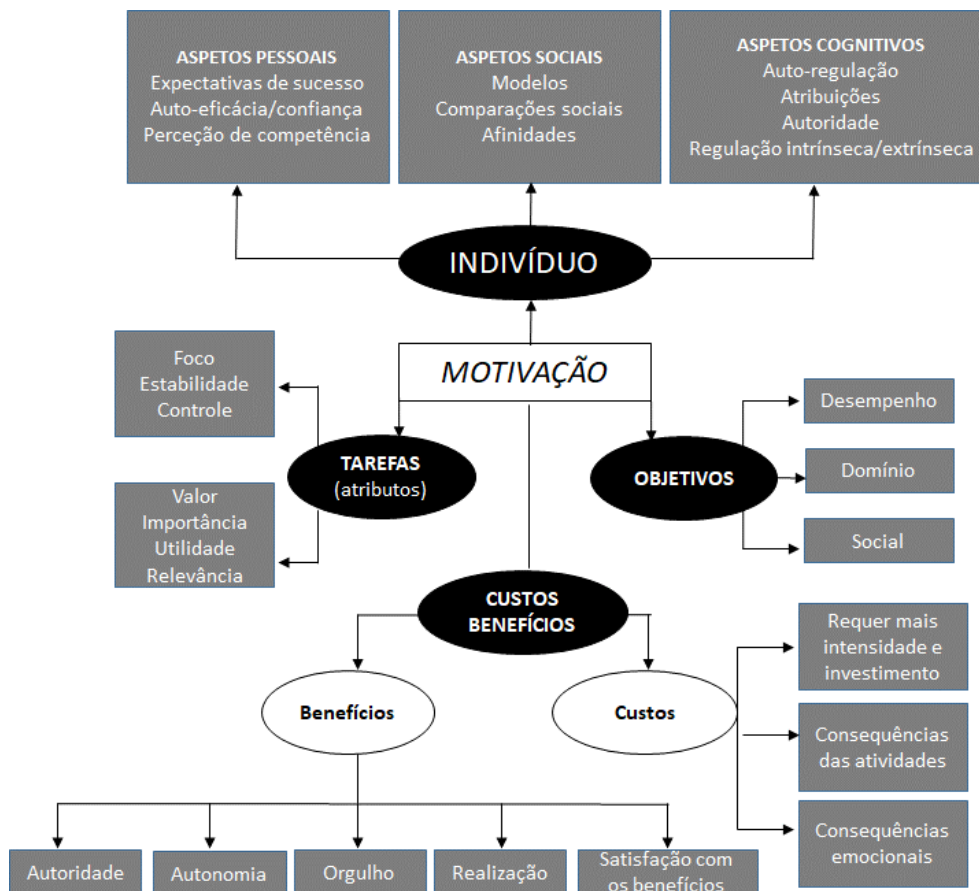 ASPETOS PESSOAIS
Expectativas de sucesso
Auto-eficácia/confiança
Perceção de competência
ASPETOS SOCIAIS
Modelos
Comparações sociais
Afinidades
ASPETOS COGNITIVOS
Auto-regulação
Atribuições
Autoridade
Regulação intrínseca/extrínseca
INDIVÍDUO
MOTIVAÇÃO
Foco
Estabilidade
Controle
TAREFAS
(atributos)
Valor
Importância
Utilidade
Relevância
OBJETIVOS
Desempenho
Domínio
Social
CUSTOS
BENEFÍCIOS
Benefícios
Custos
Requer mais
intensidade e
investimento
Consequências
das atividades
Consequências
emocionais
Autoridade
Autonomia
Orgulho
Realização
Satisfação com
os benefícios